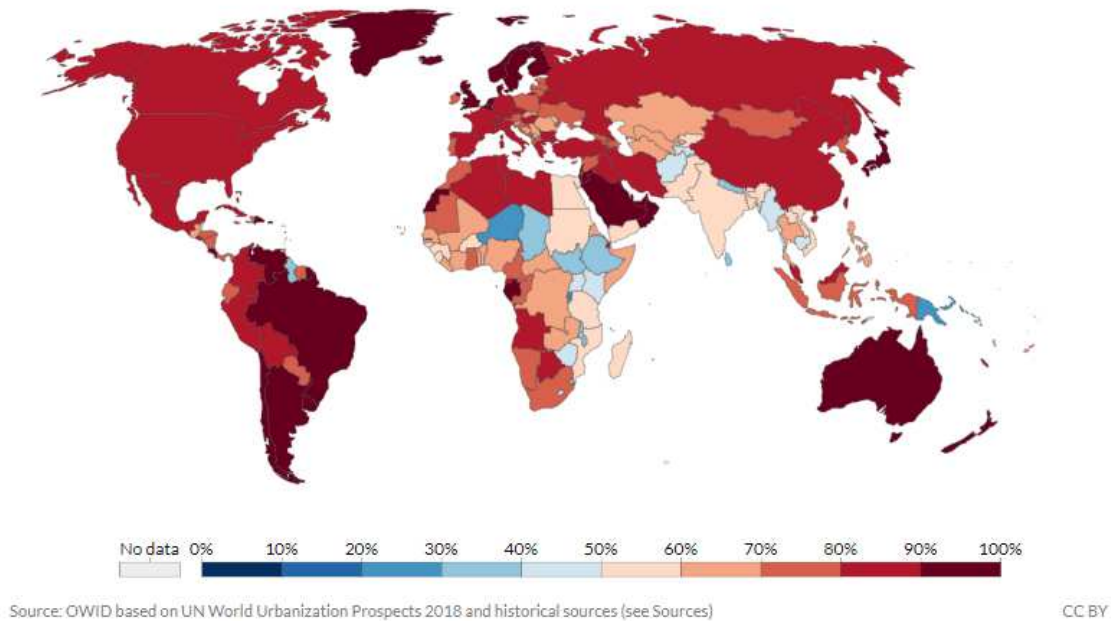 No data 0% 10% 20% 30% 40% 50% 60% 70% 80% 90% 100%
Source: OWID based on UN World Urbanization Prospects 2018 and historical sources (see Sources) CC BY